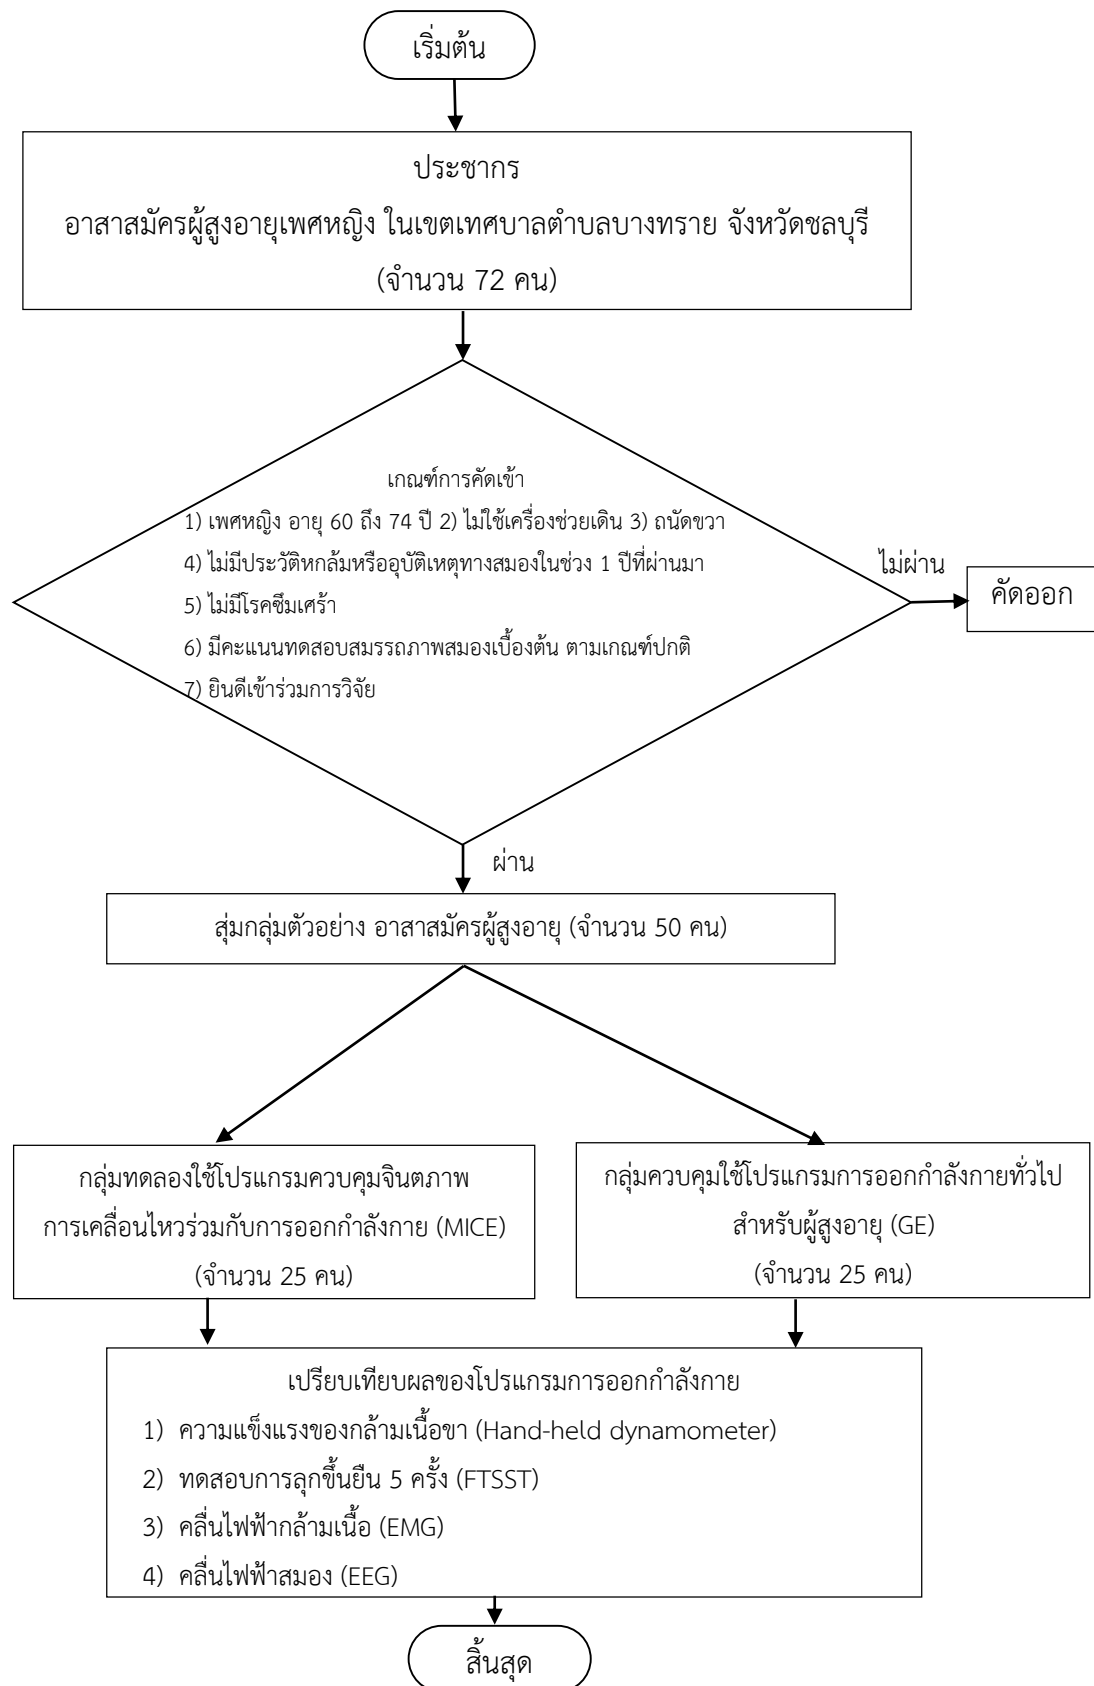 เริ่มต้น
ประชากร
อาสาสมัครผู้สูงอายุเพศหญิง ในเขตเทศบาลตำบลบางทราย จังหวัดชลบุรี
(จำนวน 72 คน)
เกณฑ์การคัดเข้า
1) เพศหญิง อายุ 60 ถึง 74 ปี 2) ไม่ใช้เครื่องช่วยเดิน 3) ถนัดขวา
4) ไม่มีประวัติหกล้มหรืออุบัติเหตุทางสมองในช่วง 1 ปีที่ผ่านมา
5) ไม่มีโรคซึมเศร้า
6) มีคะแนนทดสอบสมรรถภาพสมองเบื้องต้น ตามเกณฑ์ปกติ
7) ยินดีเข้าร่วมการวิจัย
ไม่ผ่าน
คัดออก
ผ่าน
สุ่มกลุ่มตัวอย่าง อาสาสมัครผู้สูงอายุ (จำนวน 50 คน)
กลุ่มทดลองใช้โปรแกรมควบคุมจินตภาพ
การเคลื่อนไหวร่วมกับการออกกำลังกาย (MICE)
(จำนวน 25 คน)
กลุ่มควบคุมใช้โปรแกรมการออกกำลังกายทั่วไป
สำหรับผู้สูงอายุ (GE)
(จำนวน 25 คน)
เปรียบเทียบผลของโปรแกรมการออกกำลังกาย
1) ความแข็งแรงของกล้ามเนื้อขา (Hand-held dynamometer)
2) ทดสอบการลุกขึ้นยืน 5 ครั้ง (FTSST)
3) คลื่นไฟฟ้ากล้ามเนื้อ (EMG)
4) คลื่นไฟฟ้าสมอง (EEG)
สิ้นสุด